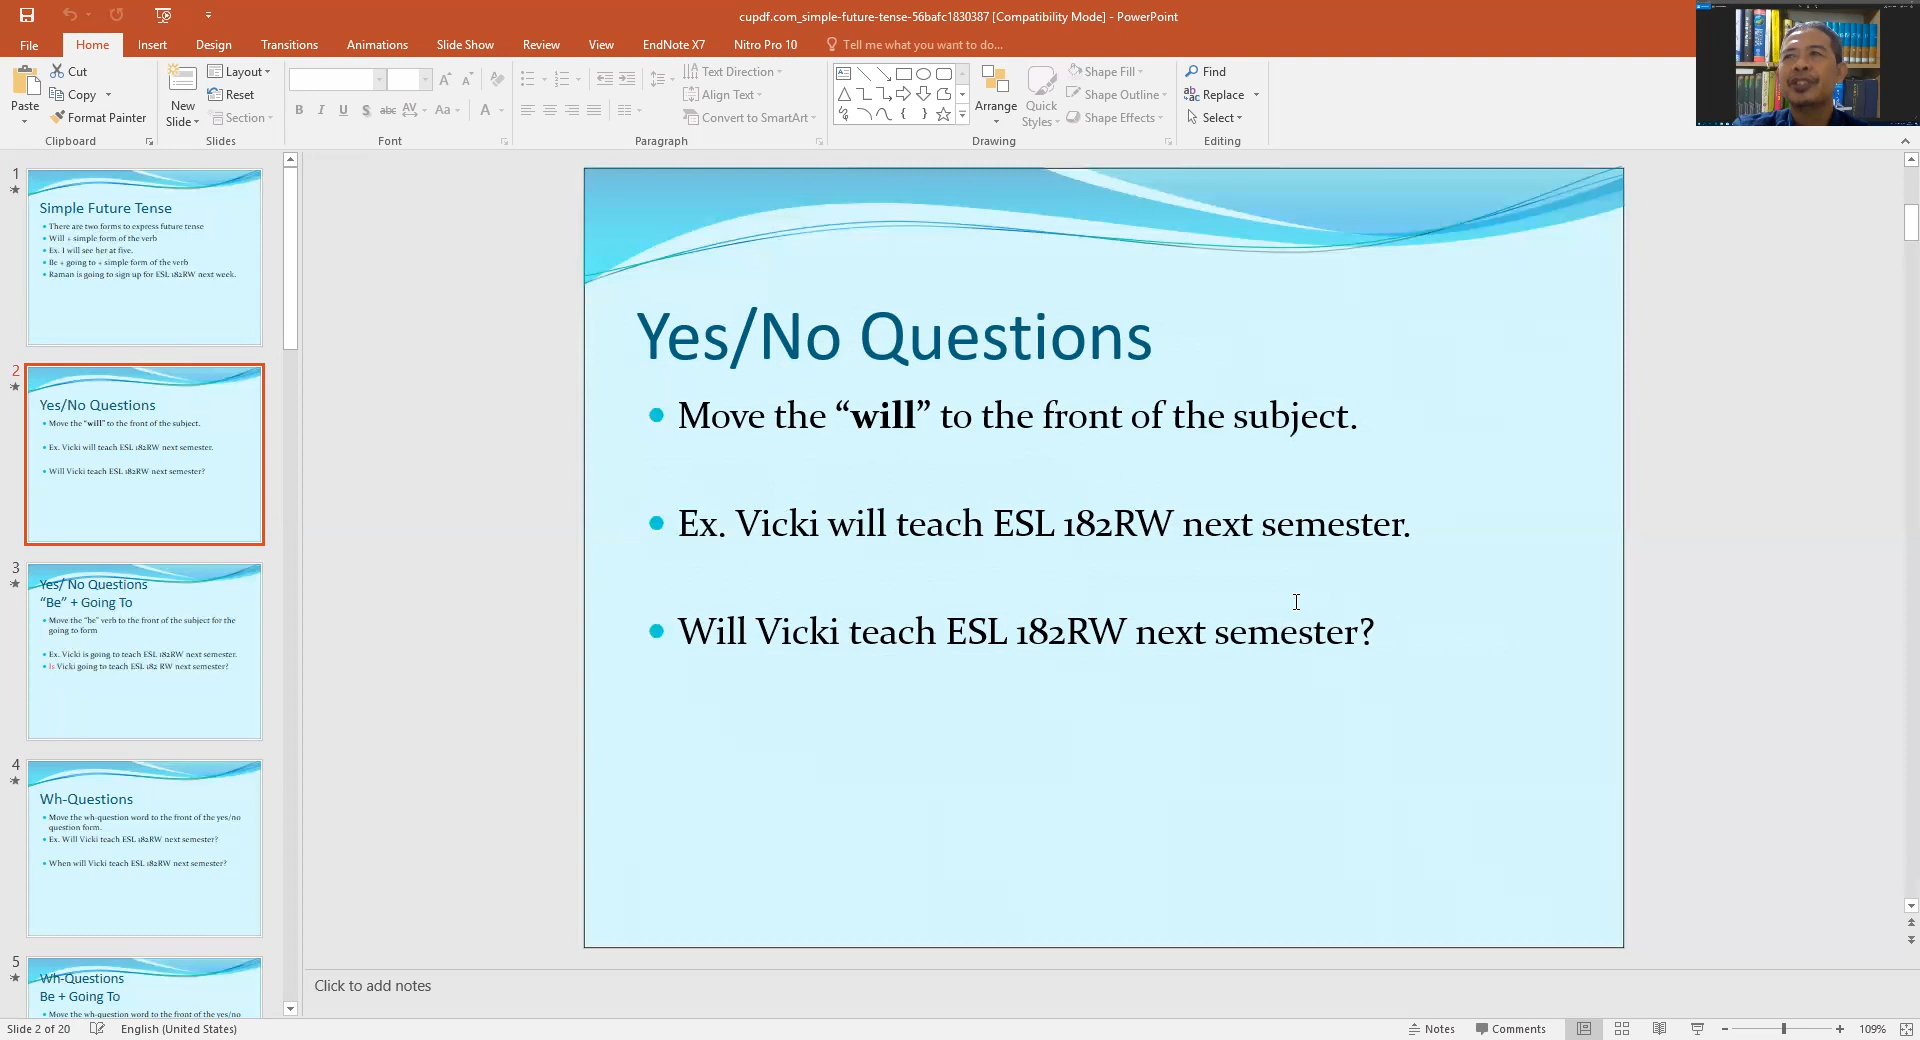 cupdf.com_simple-future-tense-56bafc1830387 [Compatibility Mode] - PowerPoint
File Home Insert Design Transitions Animations Slide Show Review View EndNote X7 Nitro Pro 10 Tell me what you want to do...
Paste
Cut
Copy
Format Painter
Clipboard
New Slide
Layout
Reset
Section
Slides
B I U S abc AV Aa A
Font
Text Direction
Align Text
Convert to SmartArt
Paragraph
Arrange
Quick Styles
Shape Fill
Shape Outline
Shape Effects
Drawing
Find
Replace
Select
Editing
1
Simple Future Tense
There are two forms to express future tense
Will + simple form of the verb
Ex. I will see her at five.
Be + going to + simple form of the verb
Raman is going to sign up for ESL 182RW next week.
2
Yes/No Questions
Move the "will" to the front of the subject.
Ex. Vicki will teach ESL 182RW next semester.
Will Vicki teach ESL 182RW next semester?
3
Yes/ No Questions
"Be" + Going To
Move the "be" verb to the front of the subject for the
going to form
Ex. Vicki is going to teach ESL 182RW next semester.
Is Vicki going to teach ESL 182 RW next semester?
4
Wh-Questions
Move the wh-question word to the front of the yes/no
question form.
Ex. Will Vicki teach ESL 182RW next semester?
When will Vicki teach ESL 182RW next semester?
5
Wh-Questions
Be + Going To
Move the wh-question word to the front of the yes/no
Yes/No Questions
Move the “will” to the front of the subject.
Ex. Vicki will teach ESL 182RW next semester.
Will Vicki teach ESL 182RW next semester?
Click to add notes
Slide 2 of 20 English (United States) Notes Comments 109%